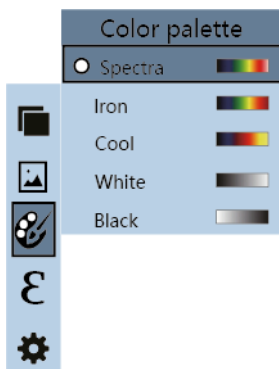 Color palette
Spectra
Iron
Cool
White
Black
ε